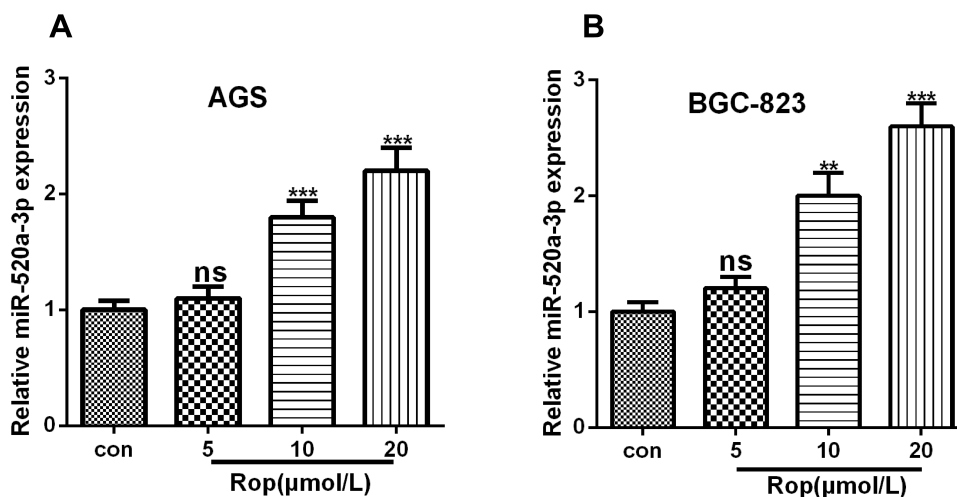 A
Relative miR-520a-3p expression
AGS
3
2
1
0
ns
***
***
con
5
10
20
Rop(μmol/L)
B
Relative miR-520a-3p expression
BGC-823
3
2
1
0
ns
**
***
con
5
10
20
Rop(μmol/L)